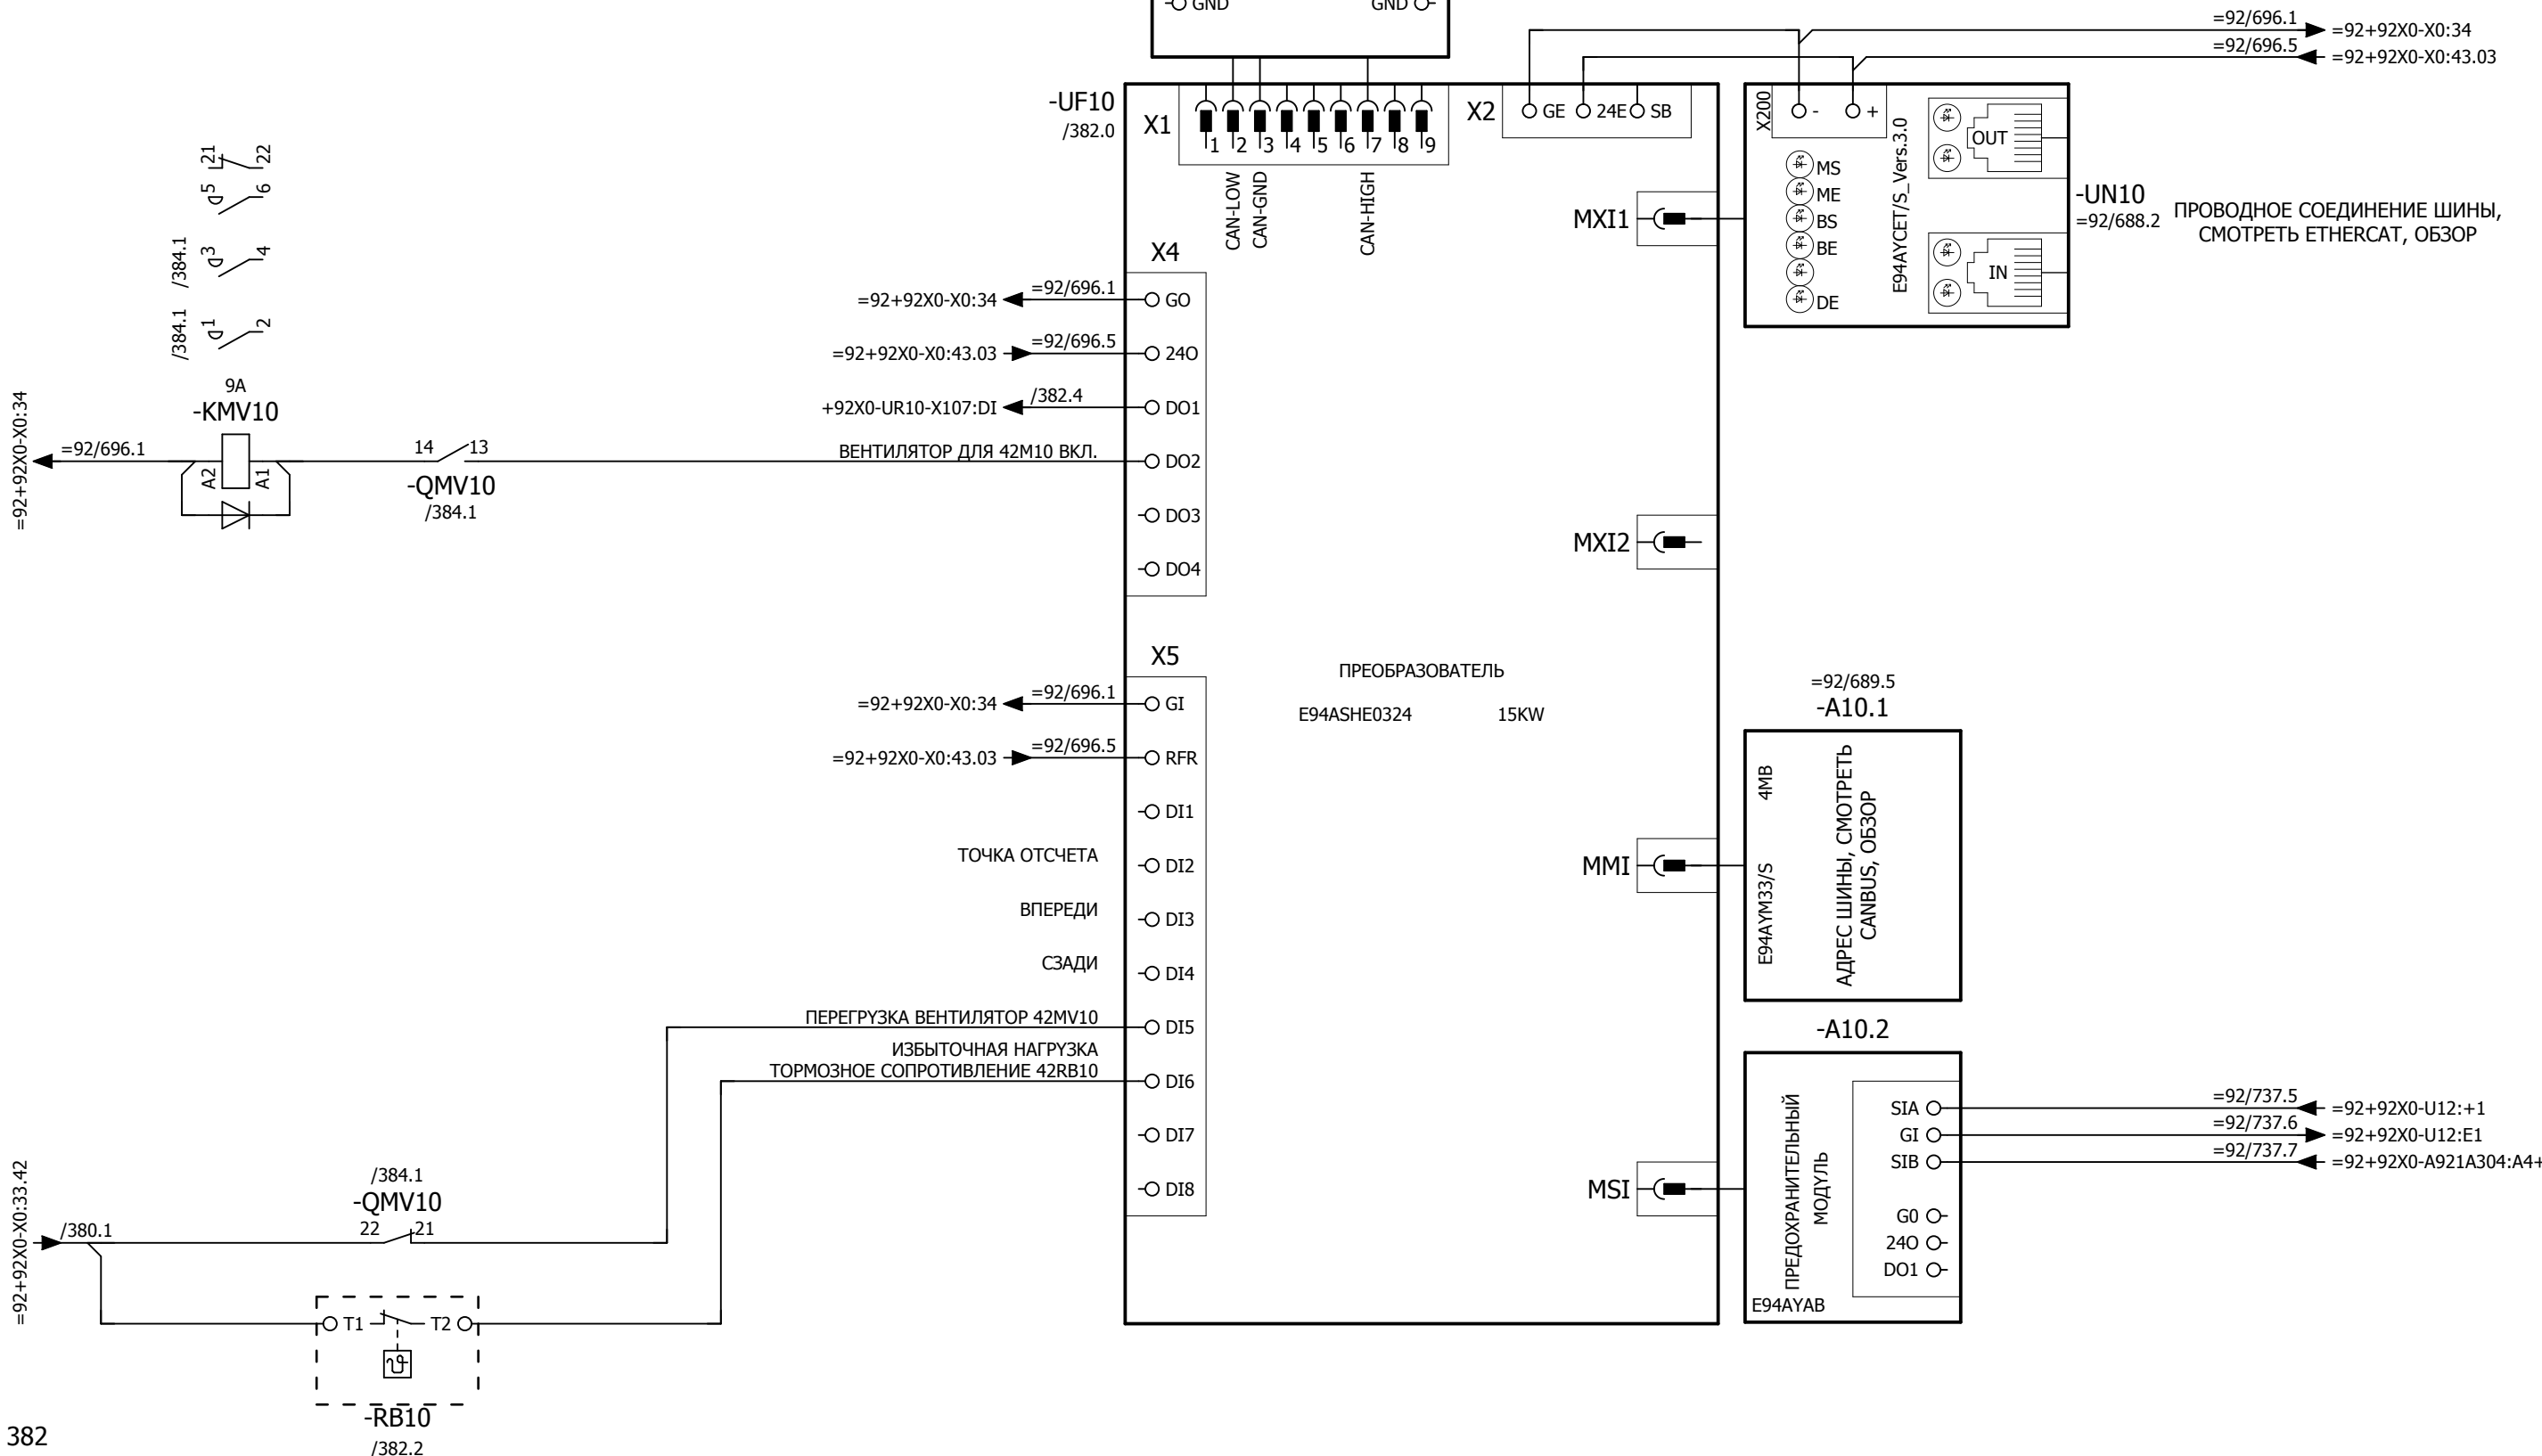 GND
GND
=92/696.1
=92+92X0-X0:34
=92/696.5
=92+92X0-X0:43.03
-UF10
/382.0
X1
1
2
3
4
5
6
7
8
9
CAN-LOW
CAN-GND
CAN-HIGH
X2
GE
24E
SB
X200
-
+
E94AYCET/S_Vers.3.0
MS
ME
BS
BE
DE
OUT
IN
-UN10
=92/688.2
ПРОВОДНОЕ СОЕДИНЕНИЕ ШИНЫ,
СМОТРЕТЬ ETHERCAT, ОБЗОР
MXI1
MXI2
21
22
5
6
/384.1
3
4
/384.1
1
2
9A
-KMV10
=92+92X0-X0:34
=92/696.1
A2
A1
14
13
-QMV10
/384.1
X4
=92+92X0-X0:34
=92/696.1
GO
=92+92X0-X0:43.03
=92/696.5
24O
+92X0-UR10-X107:DI
/382.4
DO1
ВЕНТИЛЯТОР ДЛЯ 42M10 ВКЛ.
DO2
DO3
DO4
X5
=92+92X0-X0:34
=92/696.1
GI
=92+92X0-X0:43.03
=92/696.5
RFR
DI1
ТОЧКА ОТСЧЕТА
DI2
ВПЕРЕДИ
DI3
СЗАДИ
DI4
ПЕРЕГРУЗКА ВЕНТИЛЯТОР 42MV10
DI5
ИЗБЫТОЧНАЯ НАГРУЗКА
ТОРМОЗНОЕ СОПРОТИВЛЕНИЕ 42RB10
DI6
DI7
DI8
ПРЕОБРАЗОВАТЕЛЬ
E94ASHE0324
15KW
=92/689.5
-A10.1
MMI
E94AYM33/S
4MB
АДРЕС ШИНЫ, СМОТРЕТЬ
CANBUS, ОБЗОР
-A10.2
MSI
ПРЕДОХРАНИТЕЛЬНЫЙ
МОДУЛЬ
E94AYAB
SIA
=92/737.5
=92+92X0-U12:+1
GI
=92/737.6
=92+92X0-U12:E1
SIB
=92/737.7
=92+92X0-A921A304:A4+
G0
24O
DO1
=92+92X0-X0:33.42
/380.1
/384.1
-QMV10
22
21
T1
T2
-RB10
/382.2
382